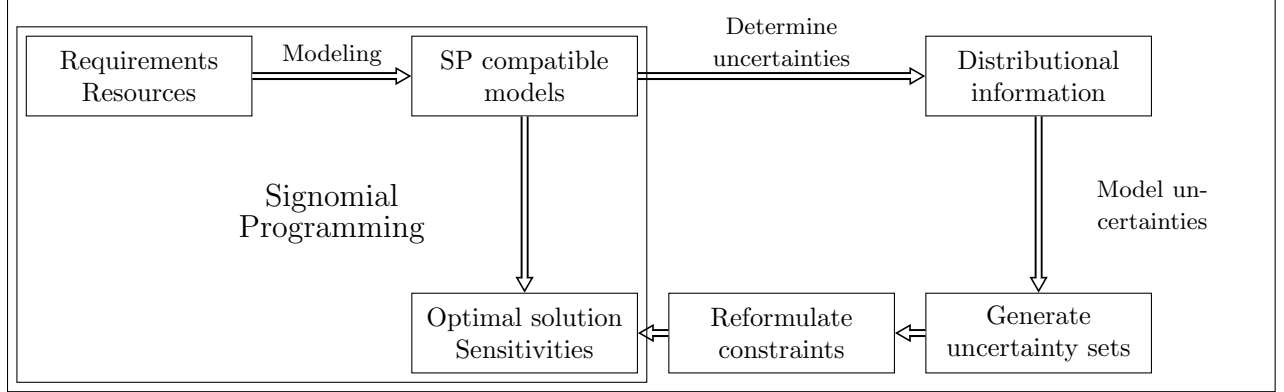 Requirements
Resources
Modeling
SP compatible
models
Determine
uncertainties
Distributional
information
Signomial
Programming
Model un-
certainties
Optimal solution
Sensitivities
Reformulate
constraints
Generate
uncertainty sets